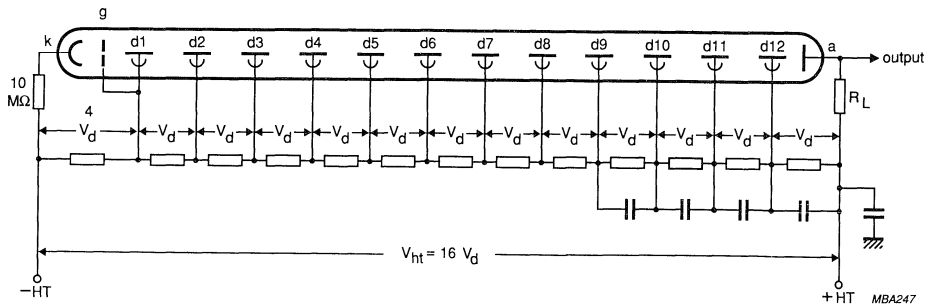 g
k
d1 d2 d3 d4 d5 d6 d7 d8 d9 d10 d11 d12
a
output
10
MΩ
R_L
4
V_d V_d V_d V_d V_d V_d V_d V_d V_d V_d V_d V_d V_d
V_ht = 16 V_d
−HT
+HT
MBA247